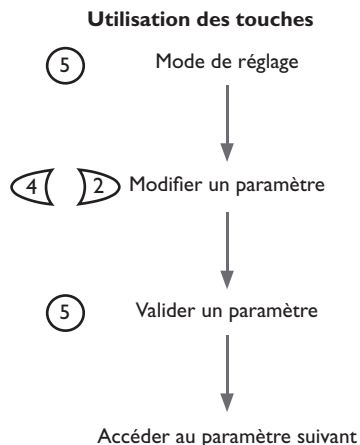 Utilisation des touches
5 Mode de réglage
4 2 Modifier un paramètre
5 Valider un paramètre
Accéder au paramètre suivant